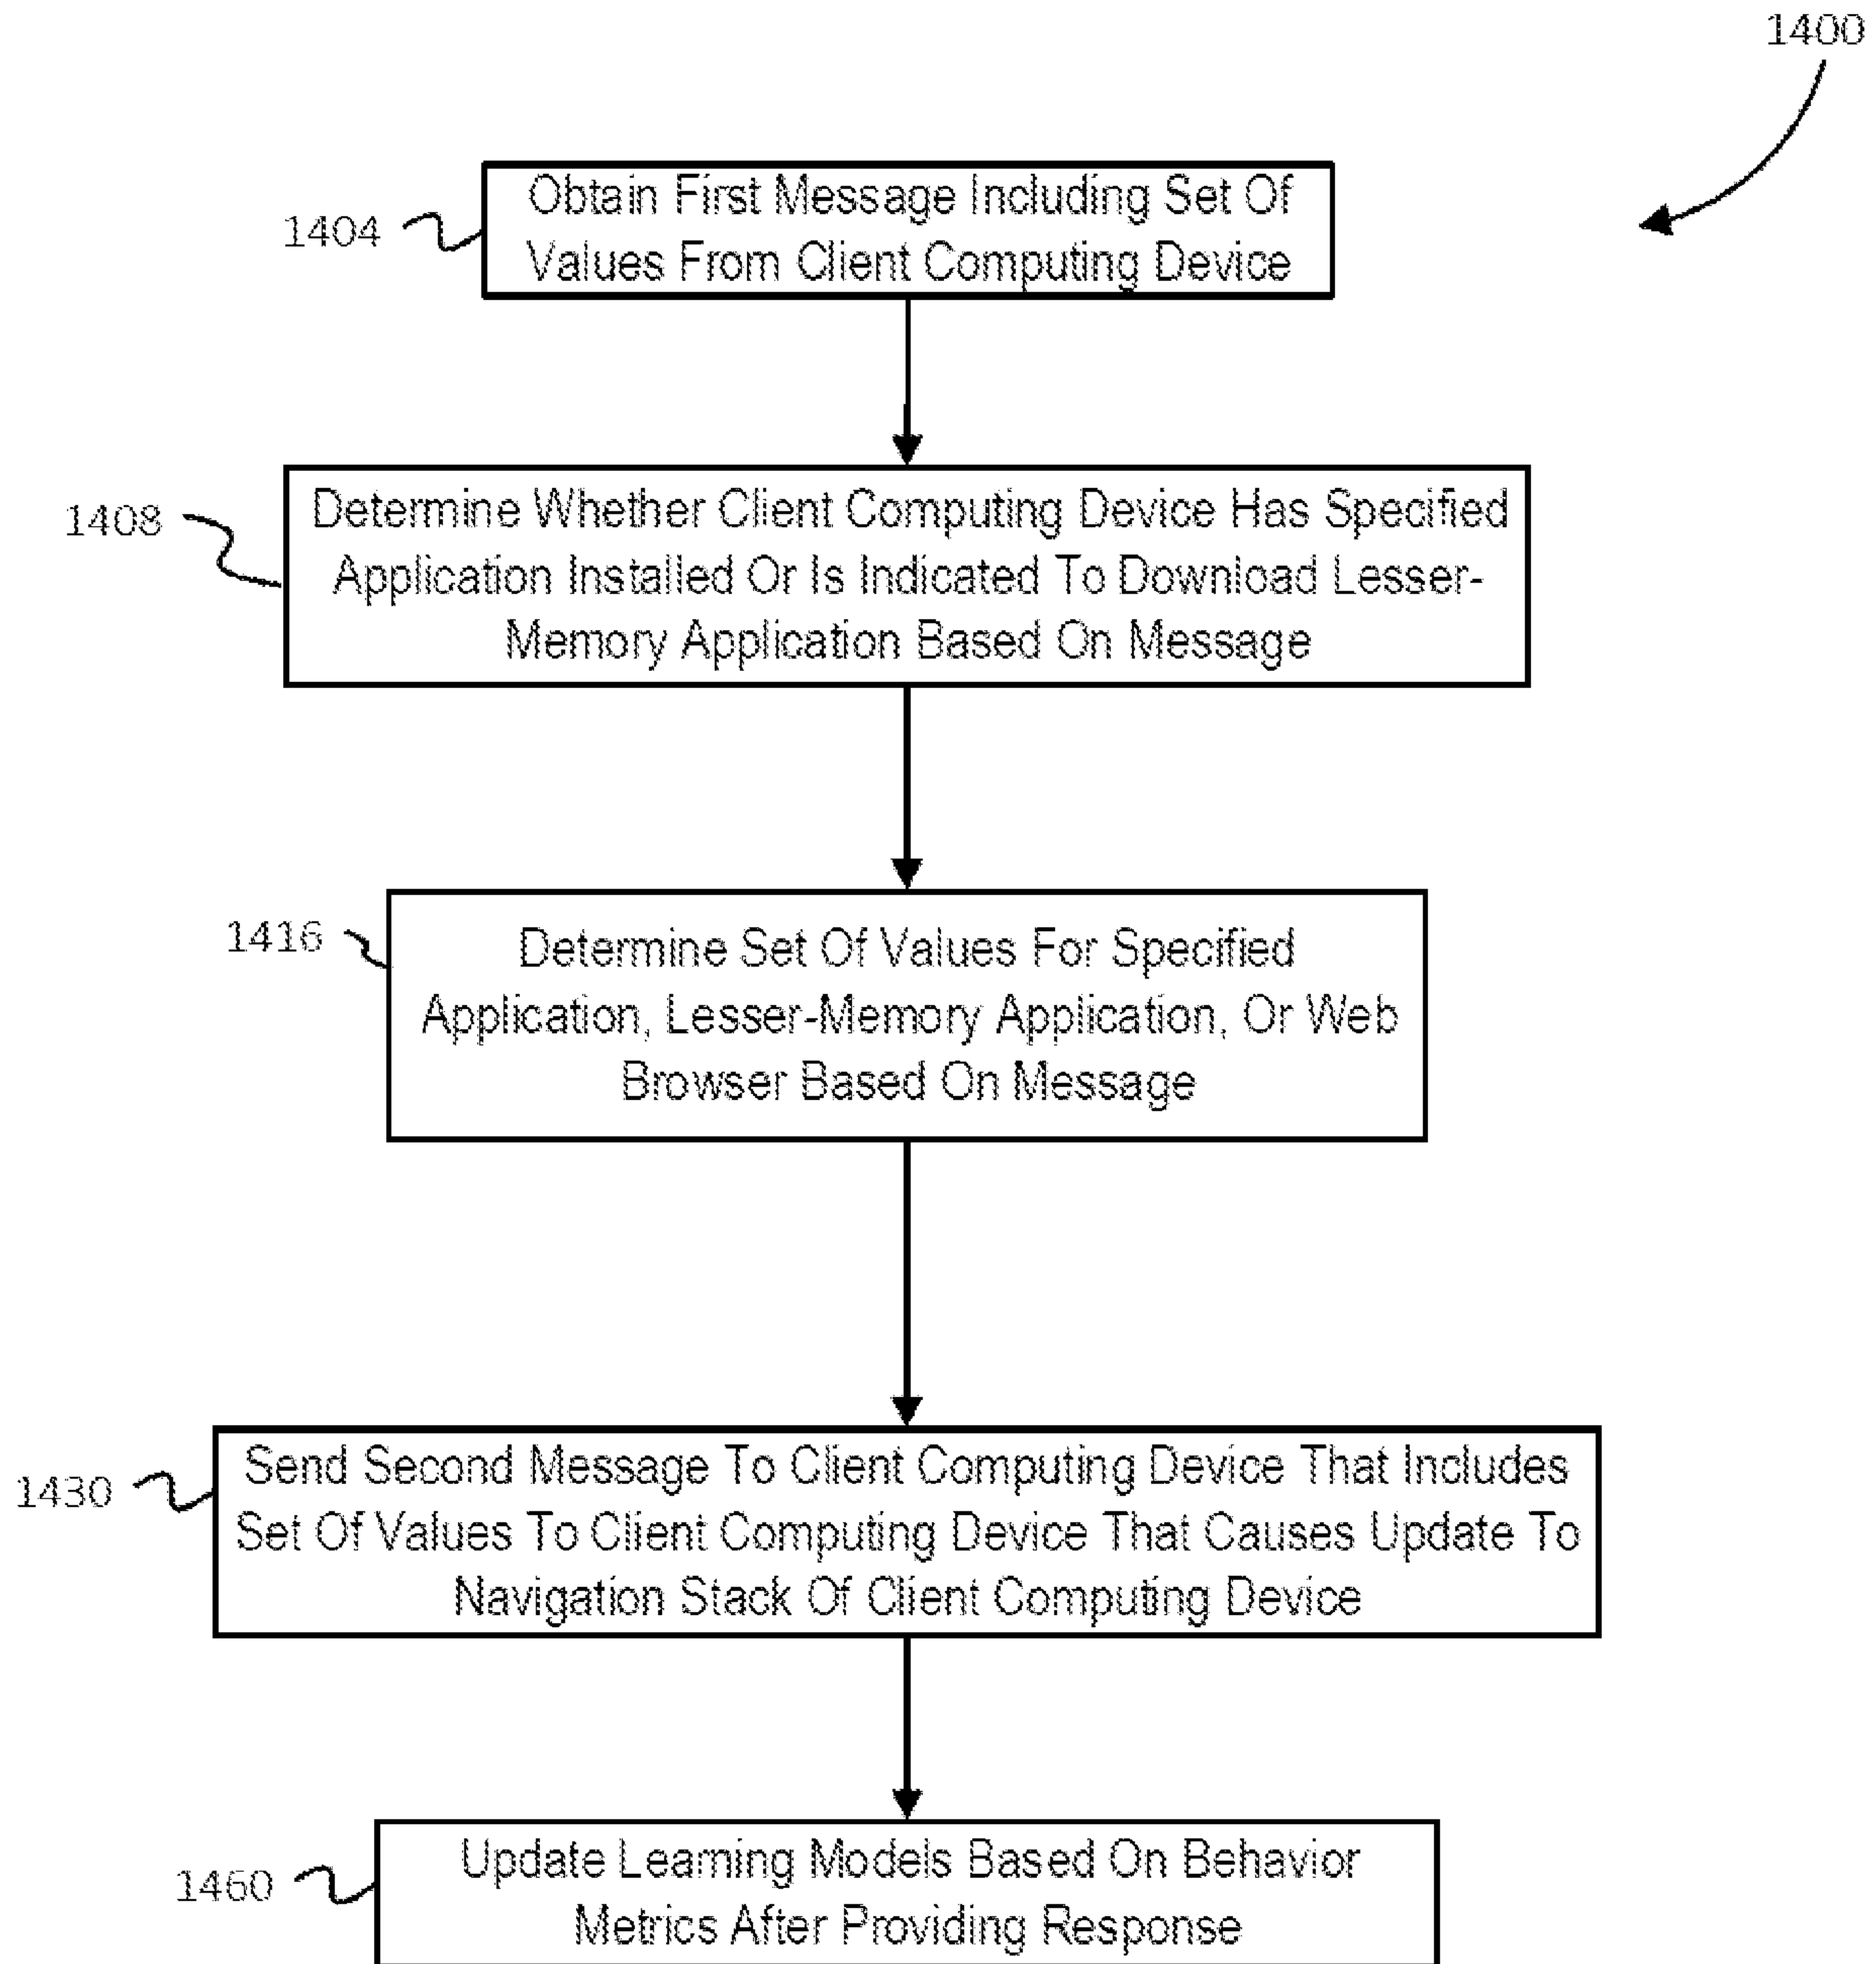 1400
1404
Obtain First Message Including Set Of
Values From Client Computing Device
1408
Determine Whether Client Computing Device Has Specified
Application Installed Or Is Indicated To Download Lesser-
Memory Application Based On Message
1416
Determine Set Of Values For Specified
Application, Lesser-Memory Application, Or Web
Browser Based On Message
1430
Send Second Message To Client Computing Device That Includes
Set Of Values To Client Computing Device That Causes Update To
Navigation Stack Of Client Computing Device
1460
Update Learning Models Based On Behavior
Metrics After Providing Response